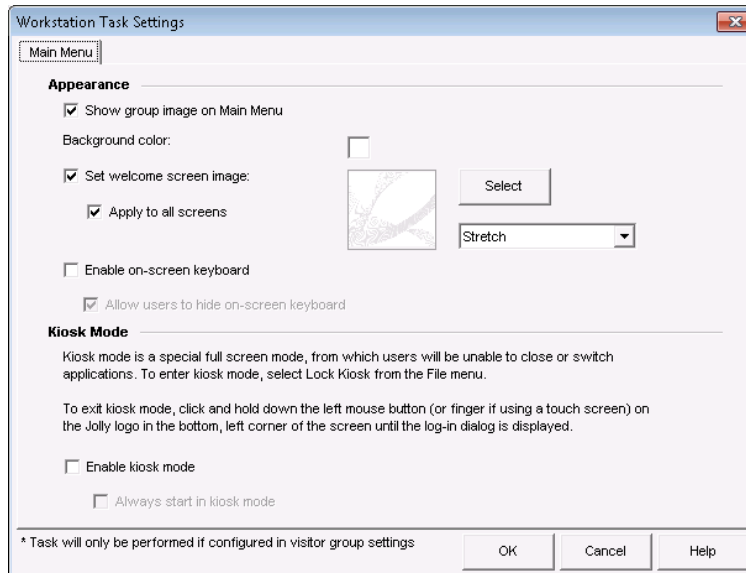 Workstation Task Settings
Main Menu
Appearance
Show group image on Main Menu
Background color:
Set welcome screen image:
Select
Apply to all screens
Stretch
Enable on-screen keyboard
Allow users to hide on-screen keyboard
Kiosk Mode
Kiosk mode is a special full screen mode, from which users will be unable to close or switch
applications. To enter kiosk mode, select Lock Kiosk from the File menu.
To exit kiosk mode, click and hold down the left mouse button (or finger if using a touch screen) on
the Jolly logo in the bottom, left corner of the screen until the log-in dialog is displayed.
Enable kiosk mode
Always start in kiosk mode
* Task will only be performed if configured in visitor group settings
OK
Cancel
Help